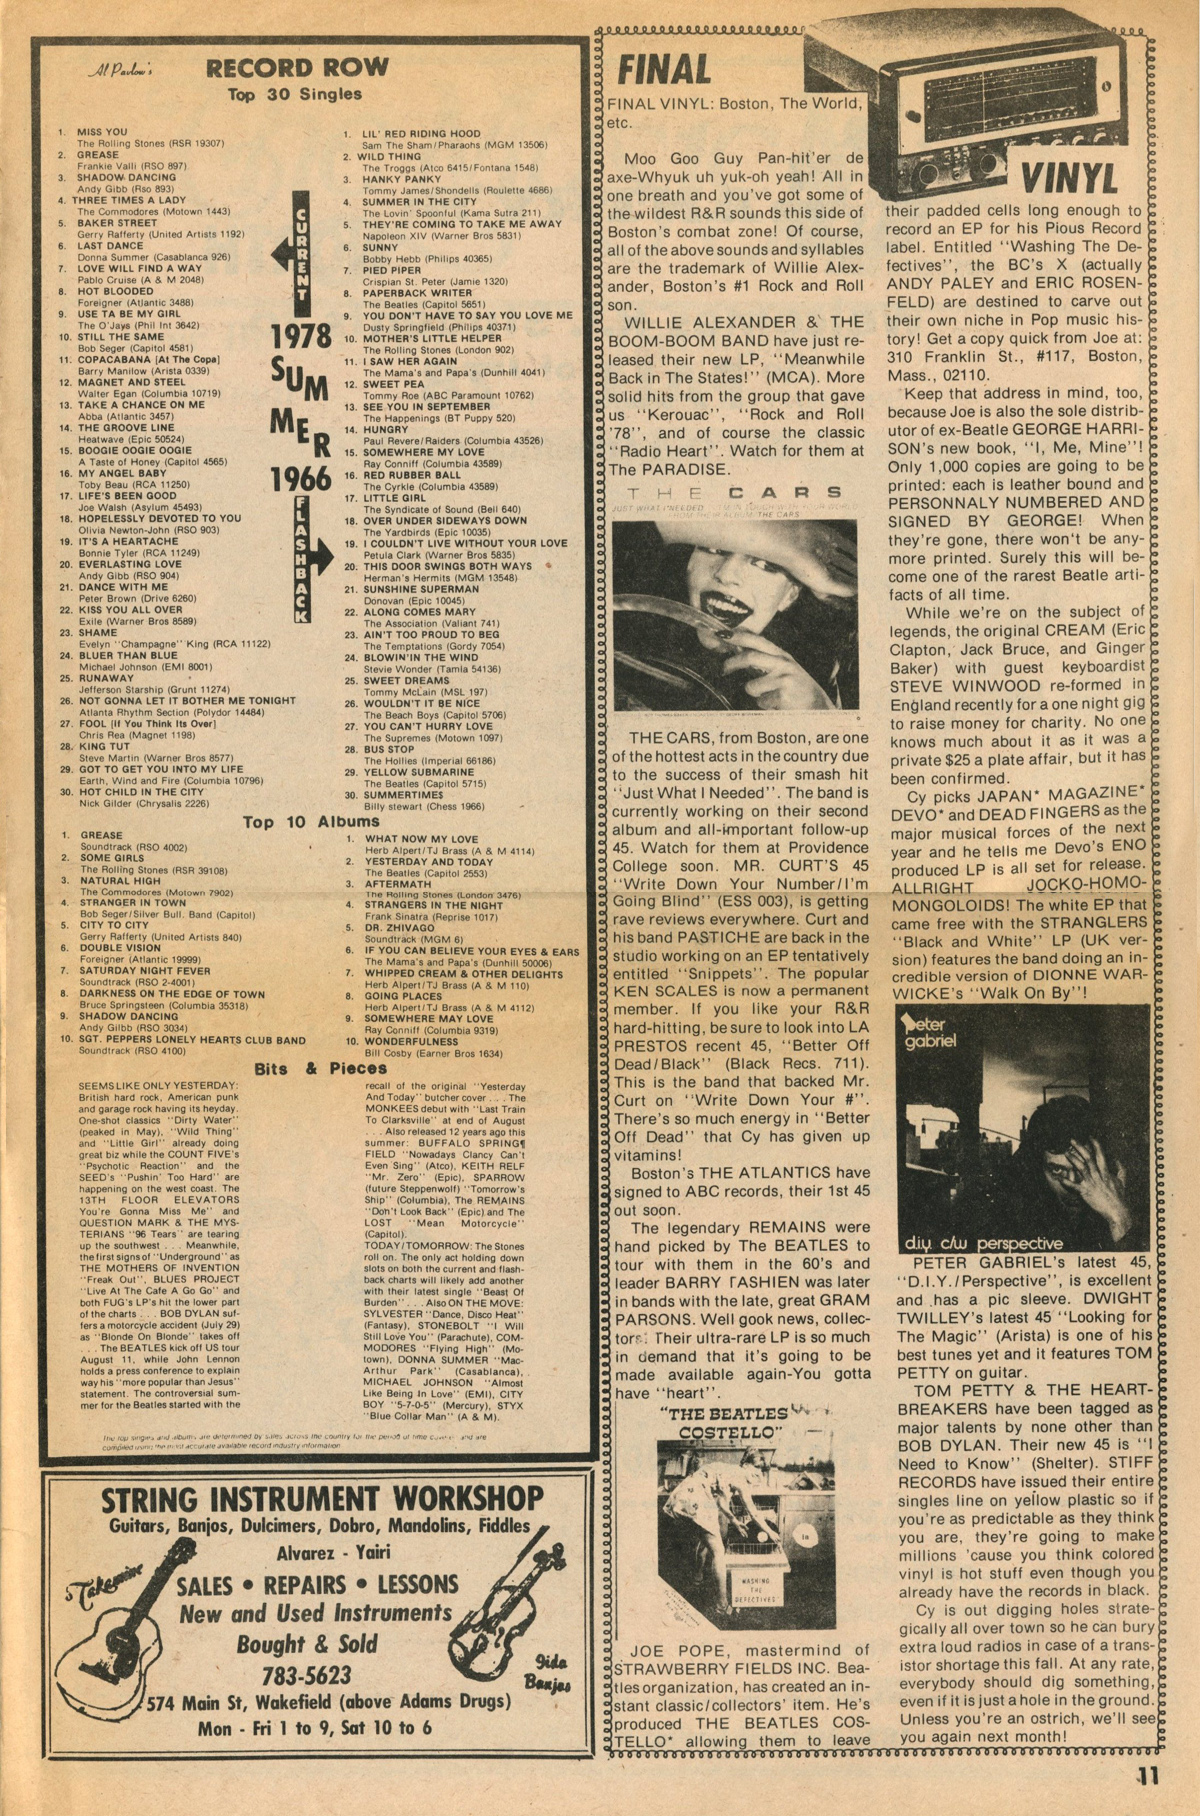 Al Pavlow's
RECORD ROW
Top 30 Singles
1. MISS YOU
The Rolling Stones (RSR 19307)
2. GREASE
Frankie Valli (RSO 897)
3. SHADOW DANCING
Andy Gibb (Rso 893)
4. THREE TIMES A LADY
The Commodores (Motown 1443)
5. BAKER STREET
Gerry Rafferty (United Artists 1192)
6. LAST DANCE
Donna Summer (Casablanca 926)
7. LOVE WILL FIND A WAY
Pablo Cruise (A & M 2048)
8. HOT BLOODED
Foreigner (Atlantic 3488)
9. USE TA BE MY GIRL
The O'Jays (Phil Int 3642)
10. STILL THE SAME
Bob Seger (Capitol 4581)
11. COPACABANA [At The Copa]
Barry Manilow (Arista 0339)
12. MAGNET AND STEEL
Walter Egan (Columbia 10719)
13. TAKE A CHANCE ON ME
Abba (Atlantic 3457)
14. THE GROOVE LINE
Heatwave (Epic 50524)
15. BOOGIE OOGIE OOGIE
A Taste of Honey (Capitol 4565)
16. MY ANGEL BABY
Toby Beau (RCA 11250)
17. LIFE'S BEEN GOOD
Joe Walsh (Asylum 45493)
18. HOPELESSLY DEVOTED TO YOU
Olivia Newton-John (RSO 903)
19. IT'S A HEARTACHE
Bonnie Tyler (RCA 11249)
20. EVERLASTING LOVE
Andy Gibb (RSO 904)
21. DANCE WITH ME
Peter Brown (Drive 6260)
22. KISS YOU ALL OVER
Exile (Warner Bros 8589)
23. SHAME
Evelyn "Champagne" King (RCA 11122)
24. BLUER THAN BLUE
Michael Johnson (EMI 8001)
25. RUNAWAY
Jefferson Starship (Grunt 11274)
26. NOT GONNA LET IT BOTHER ME TONIGHT
Atlanta Rhythm Section (Polydor 14484)
27. FOOL [If You Think Its Over]
Chris Rea (Magnet 1198)
28. KING TUT
Steve Martin (Warner Bros 8577)
29. GOT TO GET YOU INTO MY LIFE
Earth, Wind and Fire (Columbia 10796)
30. HOT CHILD IN THE CITY
Nick Gilder (Chrysalis 2226)
CURRENT
1978
SUMMER
1966
FLASHBACK
1. LIL' RED RIDING HOOD
Sam The Sham/Pharaohs (MGM 13506)
2. WILD THING
The Troggs (Atco 6415/Fontana 1548)
3. HANKY PANKY
Tommy James/Shondells (Roulette 4686)
4. SUMMER IN THE CITY
The Lovin' Spoonful (Kama Sutra 211)
5. THEY'RE COMING TO TAKE ME AWAY
Napoleon XIV (Warner Bros 5831)
6. SUNNY
Bobby Hebb (Philips 40365)
7. PIED PIPER
Crispian St. Peter (Jamie 1320)
8. PAPERBACK WRITER
The Beatles (Capitol 5651)
9. YOU DON'T HAVE TO SAY YOU LOVE ME
Dusty Springfield (Philips 40371)
10. MOTHER'S LITTLE HELPER
The Rolling Stones (London 902)
11. I SAW HER AGAIN
The Mama's and Papa's (Dunhill 4041)
12. SWEET PEA
Tommy Roe (ABC Paramount 10762)
13. SEE YOU IN SEPTEMBER
The Happenings (BT Puppy 520)
14. HUNGRY
Paul Revere/Raiders (Columbia 43526)
15. SOMEWHERE MY LOVE
Ray Conniff (Columbia 43589)
16. RED RUBBER BALL
The Cyrkle (Columbia 43589)
17. LITTLE GIRL
The Syndicate of Sound (Bell 640)
18. OVER UNDER SIDEWAYS DOWN
The Yardbirds (Epic 10035)
19. I COULDN'T LIVE WITHOUT YOUR LOVE
Petula Clark (Warner Bros 5835)
20. THIS DOOR SWINGS BOTH WAYS
Herman's Hermits (MGM 13548)
21. SUNSHINE SUPERMAN
Donovan (Epic 10045)
22. ALONG COMES MARY
The Association (Valiant 741)
23. AIN'T TOO PROUD TO BEG
The Temptations (Gordy 7054)
24. BLOWIN'IN THE WIND
Stevie Wonder (Tamla 54136)
25. SWEET DREAMS
Tommy McLain (MSL 197)
26. WOULDN'T IT BE NICE
The Beach Boys (Capitol 5706)
27. YOU CAN'T HURRY LOVE
The Supremes (Motown 1097)
28. BUS STOP
The Hollies (Imperial 66186)
29. YELLOW SUBMARINE
The Beatles (Capitol 5715)
30. SUMMERTIMES
Billy stewart (Chess 1966)
Top 10 Albums
1. GREASE
Soundtrack (RSO 4002)
2. SOME GIRLS
The Rolling Stones (RSR 39108)
3. NATURAL HIGH
The Commodores (Motown 7902)
4. STRANGER IN TOWN
Bob Seger/Silver Bull. Band (Capitol)
5. CITY TO CITY
Gerry Rafferty (United Artists 840)
6. DOUBLE VISION
Foreigner (Atlantic 19999)
7. SATURDAY NIGHT FEVER
Soundtrack (RSO 2-4001)
8. DARKNESS ON THE EDGE OF TOWN
Bruce Springsteen (Columbia 35318)
9. SHADOW DANCING
Andy Gilbb (RSO 3034)
10. SGT. PEPPERS LONELY HEARTS CLUB BAND
Soundtrack (RSO 4100)
1. WHAT NOW MY LOVE
Herb Alpert/TJ Brass (A & M 4114)
2. YESTERDAY AND TODAY
The Beatles (Capitol 2553)
3. AFTERMATH
The Rolling Stones (London 3476)
4. STRANGERS IN THE NIGHT
Frank Sinatra (Reprise 1017)
5. DR. ZHIVAGO
Soundtrack (MGM 6)
6. IF YOU CAN BELIEVE YOUR EYES & EARS
The Mama's and Papa's (Dunhill 50006)
7. WHIPPED CREAM & OTHER DELIGHTS
Herb Alpert/TJ Brass (A & M 110)
8. GOING PLACES
Herb Alpert/TJ Brass (A & M 4112)
9. SOMEWHERE MAY LOVE
Ray Conniff (Columbia 9319)
10. WONDERFULNESS
Bill Cosby (Earner Bros 1634)
Bits & Pieces
SEEMS LIKE ONLY YESTERDAY:
British hard rock, American punk
and garage rock having its heyday.
One-shot classics "Dirty Water"
(peaked in May), "Wild Thing"
and "Little Girl" already doing
great biz while the COUNT FIVE's
"Psychotic Reaction" and the
SEED's "Pushin' Too Hard" are
happening on the west coast. The
13TH FLOOR ELEVATORS
You're Gonna Miss Me" and
QUESTION MARK & THE MYS-
TERIANS "96 Tears" are tearing
up the southwest . . . Meanwhile,
the first signs of "Underground" as
THE MOTHERS OF INVENTION
"Freak Out", BLUES PROJECT
"Live At The Cafe A Go Go" and
both FUG's LP's hit the lower part
of the charts . . . BOB DYLAN suf-
fers a motorcycle accident (July 29)
as "Blonde On Blonde" takes off
. . . The BEATLES kick off US tour
August 11, while John Lennon
holds a press conference to explain
way his "more popular than Jesus"
statement. The controversial sum-
mer for the Beatles started with the
recall of the original "Yesterday
And Today" butcher cover . . . The
MONKEES debut with "Last Train
To Clarksville" at end of August
. . . Also released 12 years ago this
summer: BUFFALO SPRING¶
FIELD "Nowadays Clancy Can't
Even Sing" (Atco), KEITH RELF
"Mr. Zero" (Epic), SPARROW
(future Steppenwolf) "Tomorrow's
Ship" (Columbia), The REMAINS
"Don't Look Back" (Epic) and The
LOST "Mean Motorcycle"
(Capitol).
TODAY/TOMORROW: The Stones
roll on. The only act holding down
slots on both the current and flash-
back charts will likely add another
with their latest single "Beast Of
Burden" . . . Also ON THE MOVE:
SYLVESTER "Dance, Disco Heat"
(Fantasy), STONEBOLT "I Will
Still Love You" (Parachute), COM-
MODORES "Flying High" (Mo-
town), DONNA SUMMER "Mac-
Arthur Park" (Casablanca),
MICHAEL JOHNSON "Almost
Like Being In Love" (EMI), CITY
BOY "5-7-0-5" (Mercury), STYX
"Blue Collar Man" (A & M).
The top singles and albums are determined by sales across the country for the period of time and are
compiled using the most accurate available record industry information
STRING INSTRUMENT WORKSHOP
Guitars, Banjos, Dulcimers, Dobro, Mandolins, Fiddles
Alvarez - Yairi
Takamine
SALES • REPAIRS • LESSONS
New and Used Instruments
Bought & Sold
783-5623
Iida
Banjos
574 Main St, Wakefield (above Adams Drugs)
Mon - Fri 1 to 9, Sat 10 to 6
FINAL
VINYL
FINAL VINYL: Boston, The World,
etc.
Moo Goo Guy Pan-hit'er de
axe-Whyuk uh yuk-oh yeah! All in
one breath and you've got some of
the wildest R&R sounds this side of
Boston's combat zone! Of course,
all of the above sounds and syllables
are the trademark of Willie Alex-
ander, Boston's #1 Rock and Roll
son.
WILLIE ALEXANDER & THE
BOOM-BOOM BAND have just re-
leased their new LP, "Meanwhile
Back in The States!" (MCA). More
solid hits from the group that gave
us "Kerouac", "Rock and Roll
'78", and of course the classic
"Radio Heart". Watch for them at
The PARADISE.
THE CARS
JUST WHAT I NEEDED I'M IN TOUCH WITH YOUR WORLD
FROM THEIR ALBUM THE CARS
THE CARS, from Boston, are one
of the hottest acts in the country due
to the success of their smash hit
"Just What I Needed". The band is
currently working on their second
album and all-important follow-up
45. Watch for them at Providence
College soon. MR. CURT'S 45
"Write Down Your Number/I'm
Going Blind" (ESS 003), is getting
rave reviews everywhere. Curt and
his band PASTICHE are back in the
studio working on an EP tentatively
entitled "Snippets". The popular
KEN SCALES is now a permanent
member. If you like your R&R
hard-hitting, be sure to look into LA
PRESTOS recent 45, "Better Off
Dead/Black" (Black Recs. 711).
This is the band that backed Mr.
Curt on "Write Down Your #".
There's so much energy in "Better
Off Dead" that Cy has given up
vitamins!
Boston's THE ATLANTICS have
signed to ABC records, their 1st 45
out soon.
The legendary REMAINS were
hand picked by The BEATLES to
tour with them in the 60's and
leader BARRY TASHIEN was later
in bands with the late, great GRAM
PARSONS. Well gook news, collec-
tors: Their ultra-rare LP is so much
in demand that it's going to be
made available again-You gotta
have "heart".
"THE BEATLES
COSTELLO"
WASHING
THE
DEFECTIVES
JOE POPE, mastermind of
STRAWBERRY FIELDS INC. Bea-
tles organization, has created an in-
stant classic/collectors' item. He's
produced THE BEATLES COS-
TELLO* allowing them to leave
their padded cells long enough to
record an EP for his Pious Record
label. Entitled "Washing The De-
fectives", the BC's X (actually
ANDY PALEY and ERIC ROSEN-
FELD) are destined to carve out
their own niche in Pop music his-
tory! Get a copy quick from Joe at:
310 Franklin St., #117, Boston,
Mass., 02110.
Keep that address in mind, too,
because Joe is also the sole distrib-
utor of ex-Beatle GEORGE HARRI-
SON's new book, "I, Me, Mine"!
Only 1,000 copies are going to be
printed: each is leather bound and
PERSONNALY NUMBERED AND
SIGNED BY GEORGE! When
they're gone, there won't be any-
more printed. Surely this will be-
come one of the rarest Beatle arti-
facts of all time.
While we're on the subject of
legends, the original CREAM (Eric
Clapton, Jack Bruce, and Ginger
Baker) with guest keyboardist
STEVE WINWOOD re-formed in
England recently for a one night gig
to raise money for charity. No one
knows much about it as it was a
private $25 a plate affair, but it has
been confirmed.
Cy picks JAPAN* MAGAZINE*
DEVO* and DEAD FINGERS as the
major musical forces of the next
year and he tells me Devo's ENO
produced LP is all set for release.
ALLRIGHT JOCKO-HOMO-
MONGOLOIDS! The white EP that
came free with the STRANGLERS
"Black and White" LP (UK ver-
sion) features the band doing an in-
credible version of DIONNE WAR-
WICKE's "Walk On By"!
peter
gabriel
d.i.y. c/w perspective
PETER GABRIEL's latest 45,
"D.I.Y./Perspective", is excellent
and has a pic sleeve. DWIGHT
TWILLEY's latest 45 "Looking for
The Magic" (Arista) is one of his
best tunes yet and it features TOM
PETTY on guitar.
TOM PETTY & THE HEART-
BREAKERS have been tagged as
major talents by none other than
BOB DYLAN. Their new 45 is "I
Need to Know" (Shelter). STIFF
RECORDS have issued their entire
singles line on yellow plastic so if
you're as predictable as they think
you are, they're going to make
millions 'cause you think colored
vinyl is hot stuff even though you
already have the records in black.
Cy is out digging holes strate-
gically all over town so he can bury
extra loud radios in case of a trans-
istor shortage this fall. At any rate,
everybody should dig something,
even if it is just a hole in the ground.
Unless you're an ostrich, we'll see
you again next month!
11